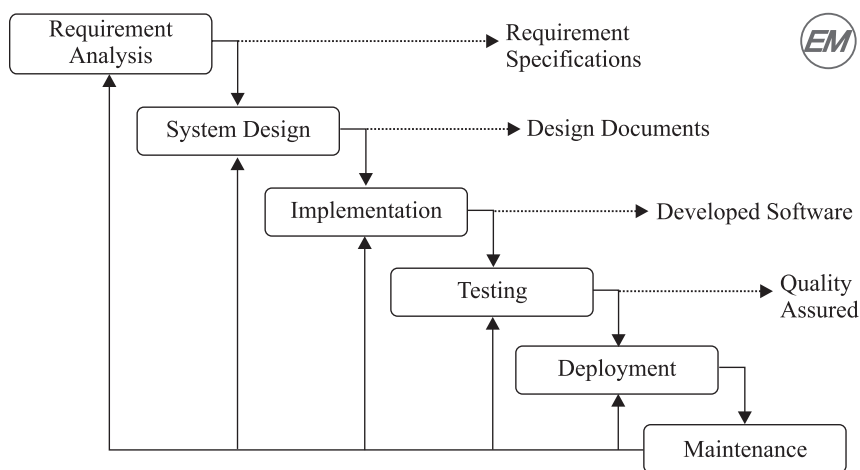 Requirement
Analysis
Requirement
Specifications
EM
System Design
Design Documents
Implementation
Developed Software
Testing
Quality
Assured
Deployment
Maintenance